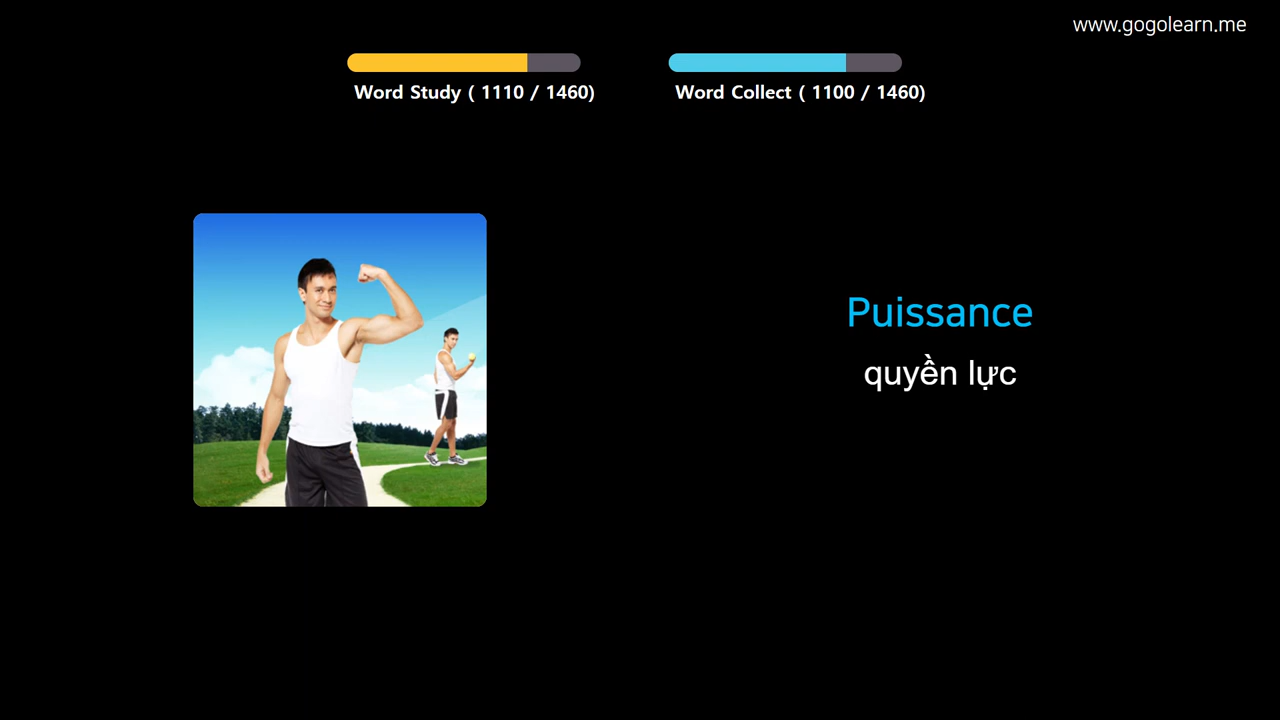 www.gogolearn.me
Word Study ( 1110 / 1460)
Word Collect ( 1100 / 1460)
Puissance
quyền lực